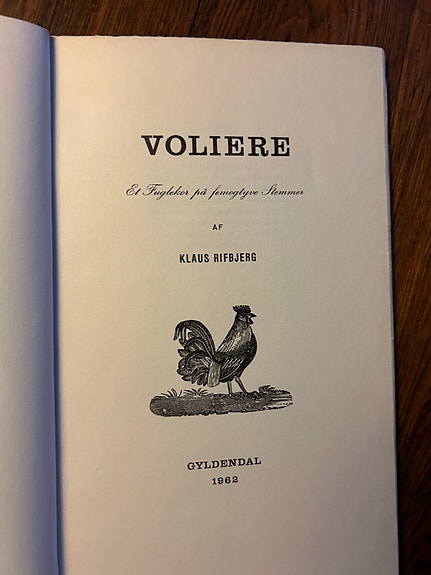 VOLIERE
Et Fuglekor på femogtyve Stemmer
AF
KLAUS RIFBJERG
GYLDENDAL
1962